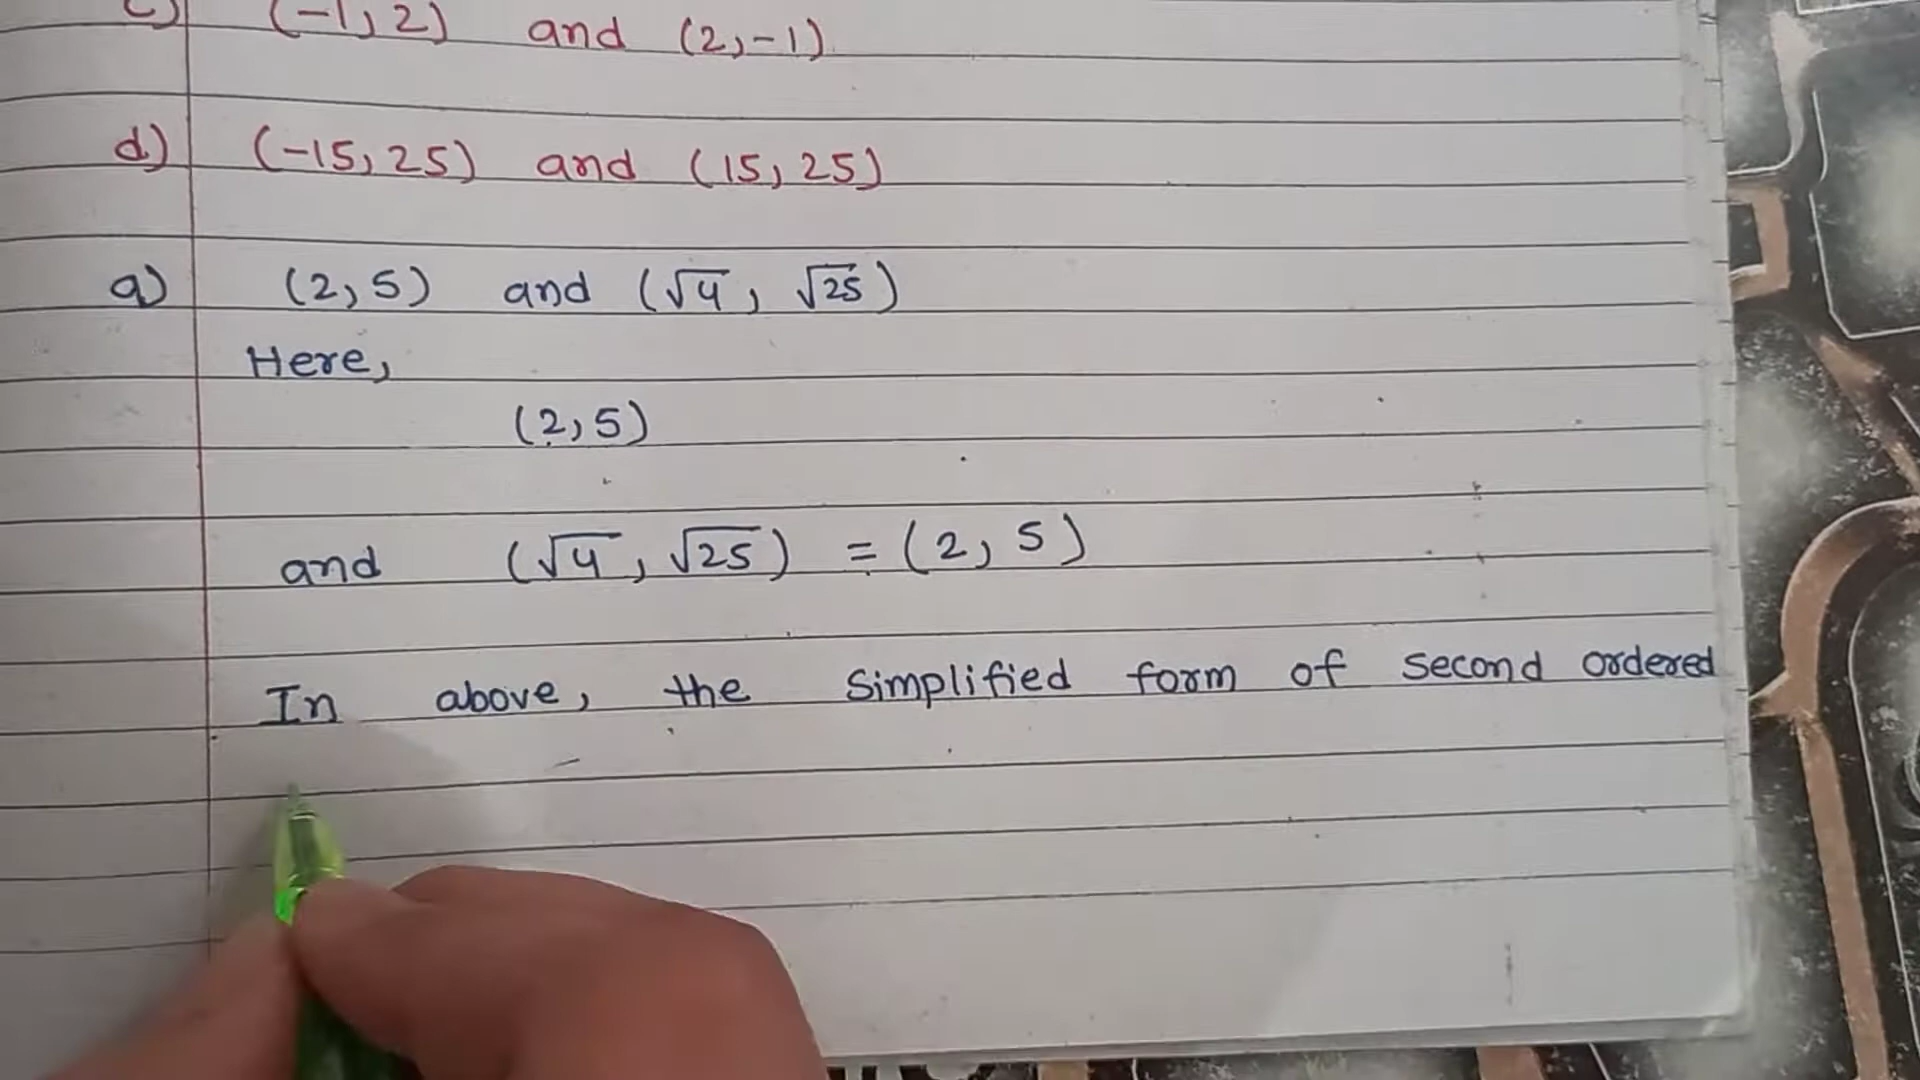 c) (-1, 2) and (2, -1)
d) (-15, 25) and (15, 25)
a) (2, 5) and (√4, √25)
Here,
(2, 5)
and (√4, √25) = (2, 5)
In above, the simplified form of second ordered